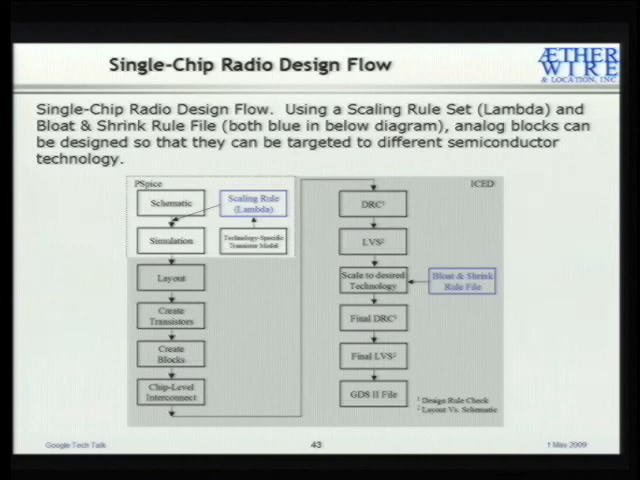 Single-Chip Radio Design Flow
ÆTHER
WIRE
& LOCATION, INC
Single-Chip Radio Design Flow. Using a Scaling Rule Set (Lambda) and
Bloat & Shrink Rule File (both blue in below diagram), analog blocks can
be designed so that they can be targeted to different semiconductor
technology.
PSpice
Schematic
Scaling Rule
(Lambda)
Simulation
Technology-Specific
Transistor Model
Layout
Create
Transistors
Create
Blocks
Chip-Level
Interconnect
ICED
DRC¹
LVS²
Scale to desired
Technology
Bloat & Shrink
Rule File
Final DRC¹
Final LVS²
GDS II File
¹ Design Rule Check
² Layout Vs. Schematic
Google Tech Talk
43
1 May 2009